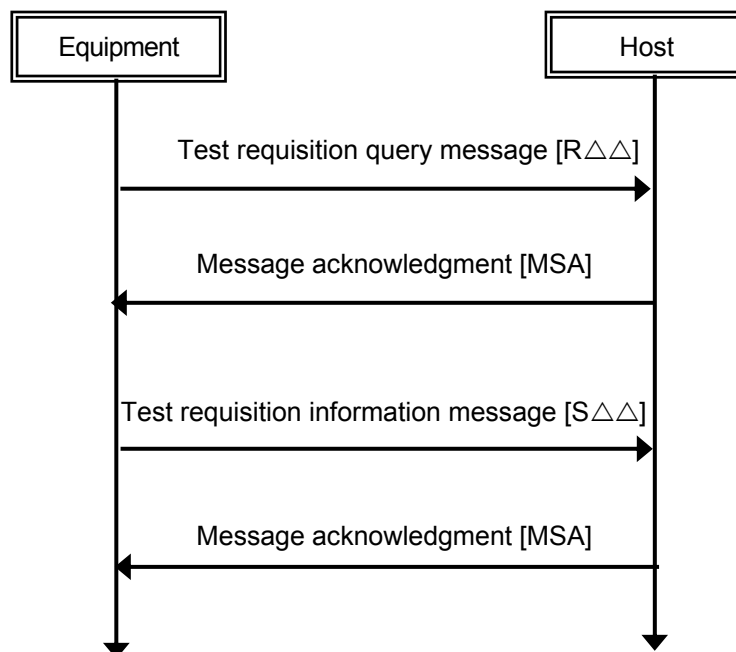 Equipment
Host
Test requisition query message [R△△]
Message acknowledgment [MSA]
Test requisition information message [S△△]
Message acknowledgment [MSA]